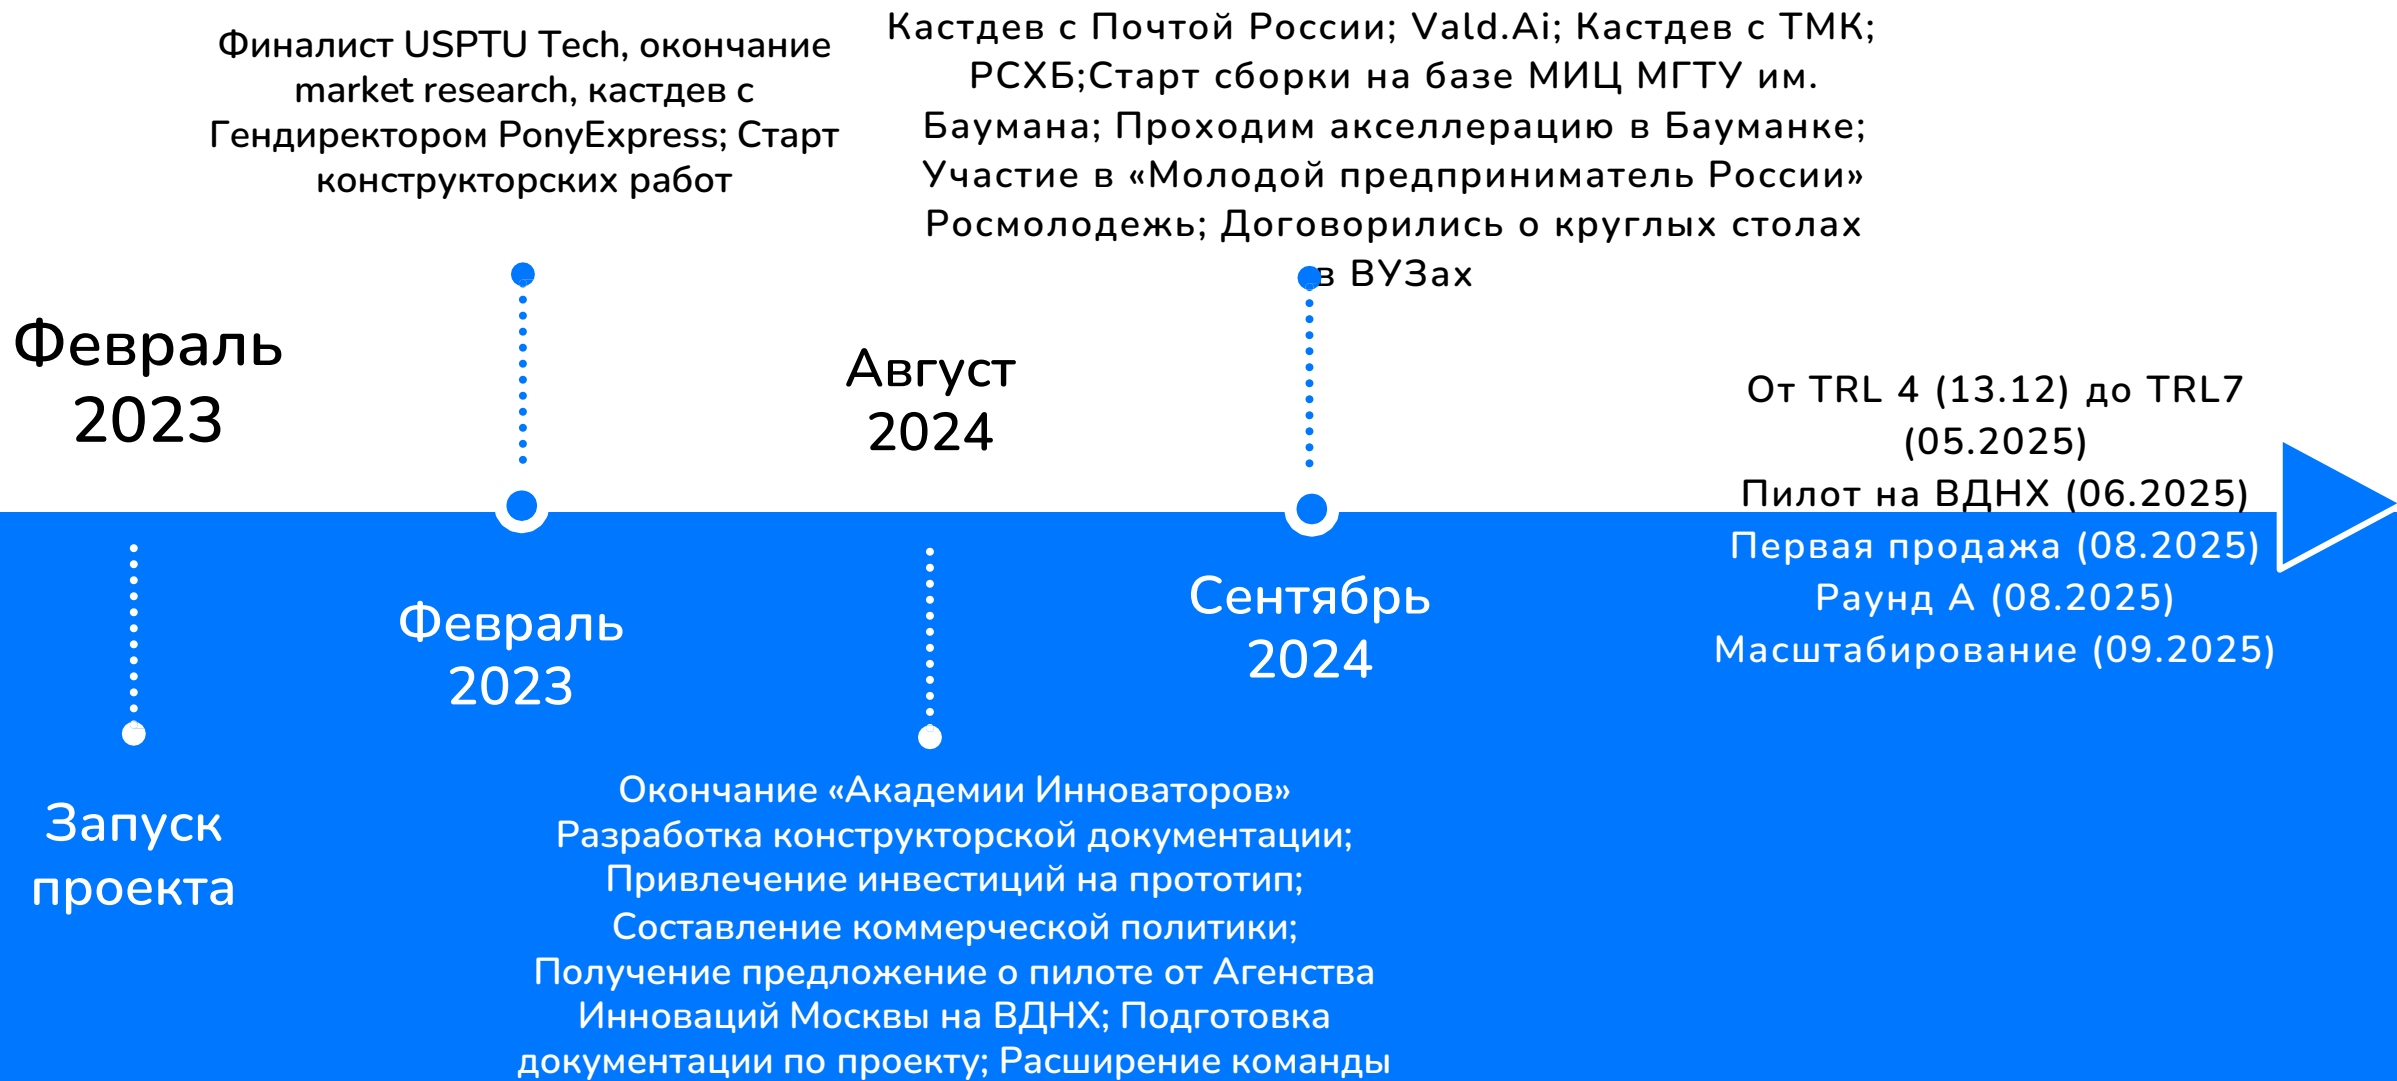 Финалист USPTU Tech, окончание
market research, кастдев с
Гендиректором PonyExpress; Старт
конструкторских работ
Кастдев с Почтой России; Vald.Ai; Кастдев с ТМК;
РСХБ;Старт сборки на базе МИЦ МГТУ им.
Баумана; Проходим акселлерацию в Бауманке;
Участие в «Молодой предприниматель России»
Росмолодежь; Договорились о круглых столах
в ВУЗах
Февраль
2023
Август
2024
От TRL 4 (13.12) до TRL7
(05.2025)
Пилот на ВДНХ (06.2025)
Первая продажа (08.2025)
Раунд А (08.2025)
Масштабирование (09.2025)
Февраль
2023
Сентябрь
2024
Запуск
проекта
Окончание «Академии Инноваторов»
Разработка конструкторской документации;
Привлечение инвестиций на прототип;
Составление коммерческой политики;
Получение предложение о пилоте от Агенства
Инноваций Москвы на ВДНХ; Подготовка
документации по проекту; Расширение команды